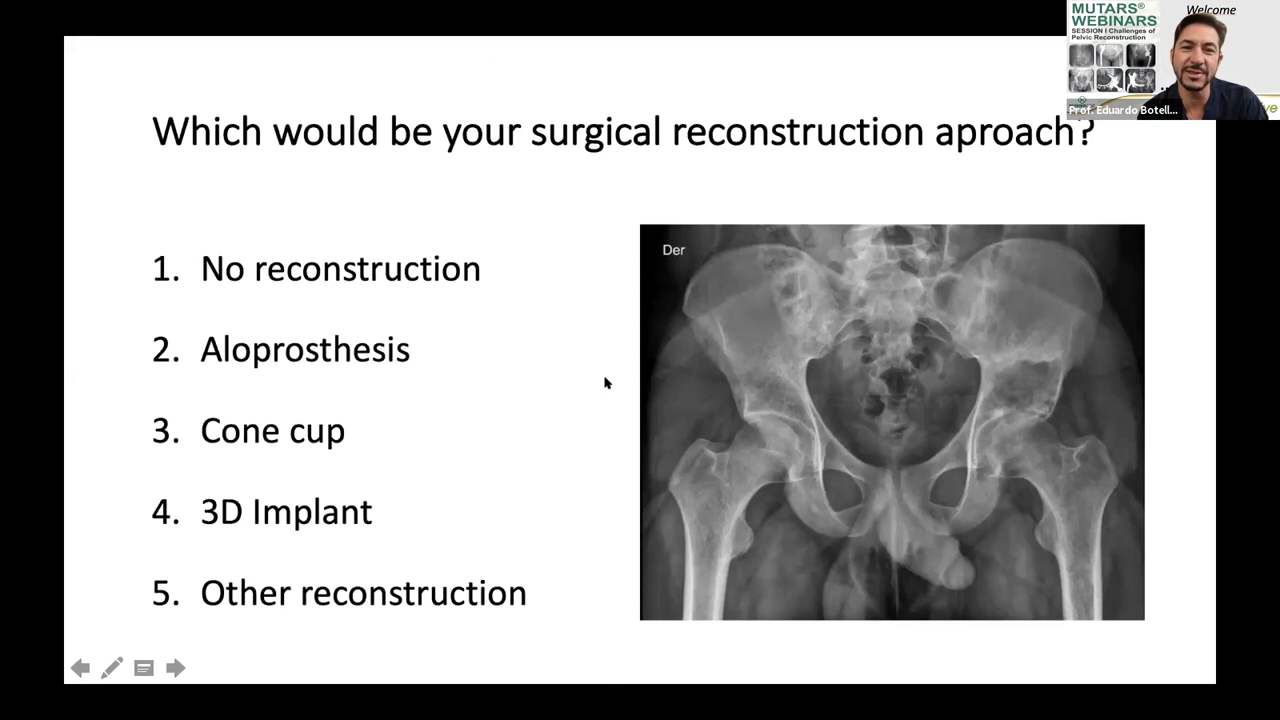 MUTARS®
WEBINARS
SESSION I Challenges of
Pelvic Reconstruction
Welcome
Prof. Eduardo Botell...
Which would be your surgical reconstruction aproach?
1. No reconstruction
2. Aloprosthesis
3. Cone cup
4. 3D Implant
5. Other reconstruction
Der